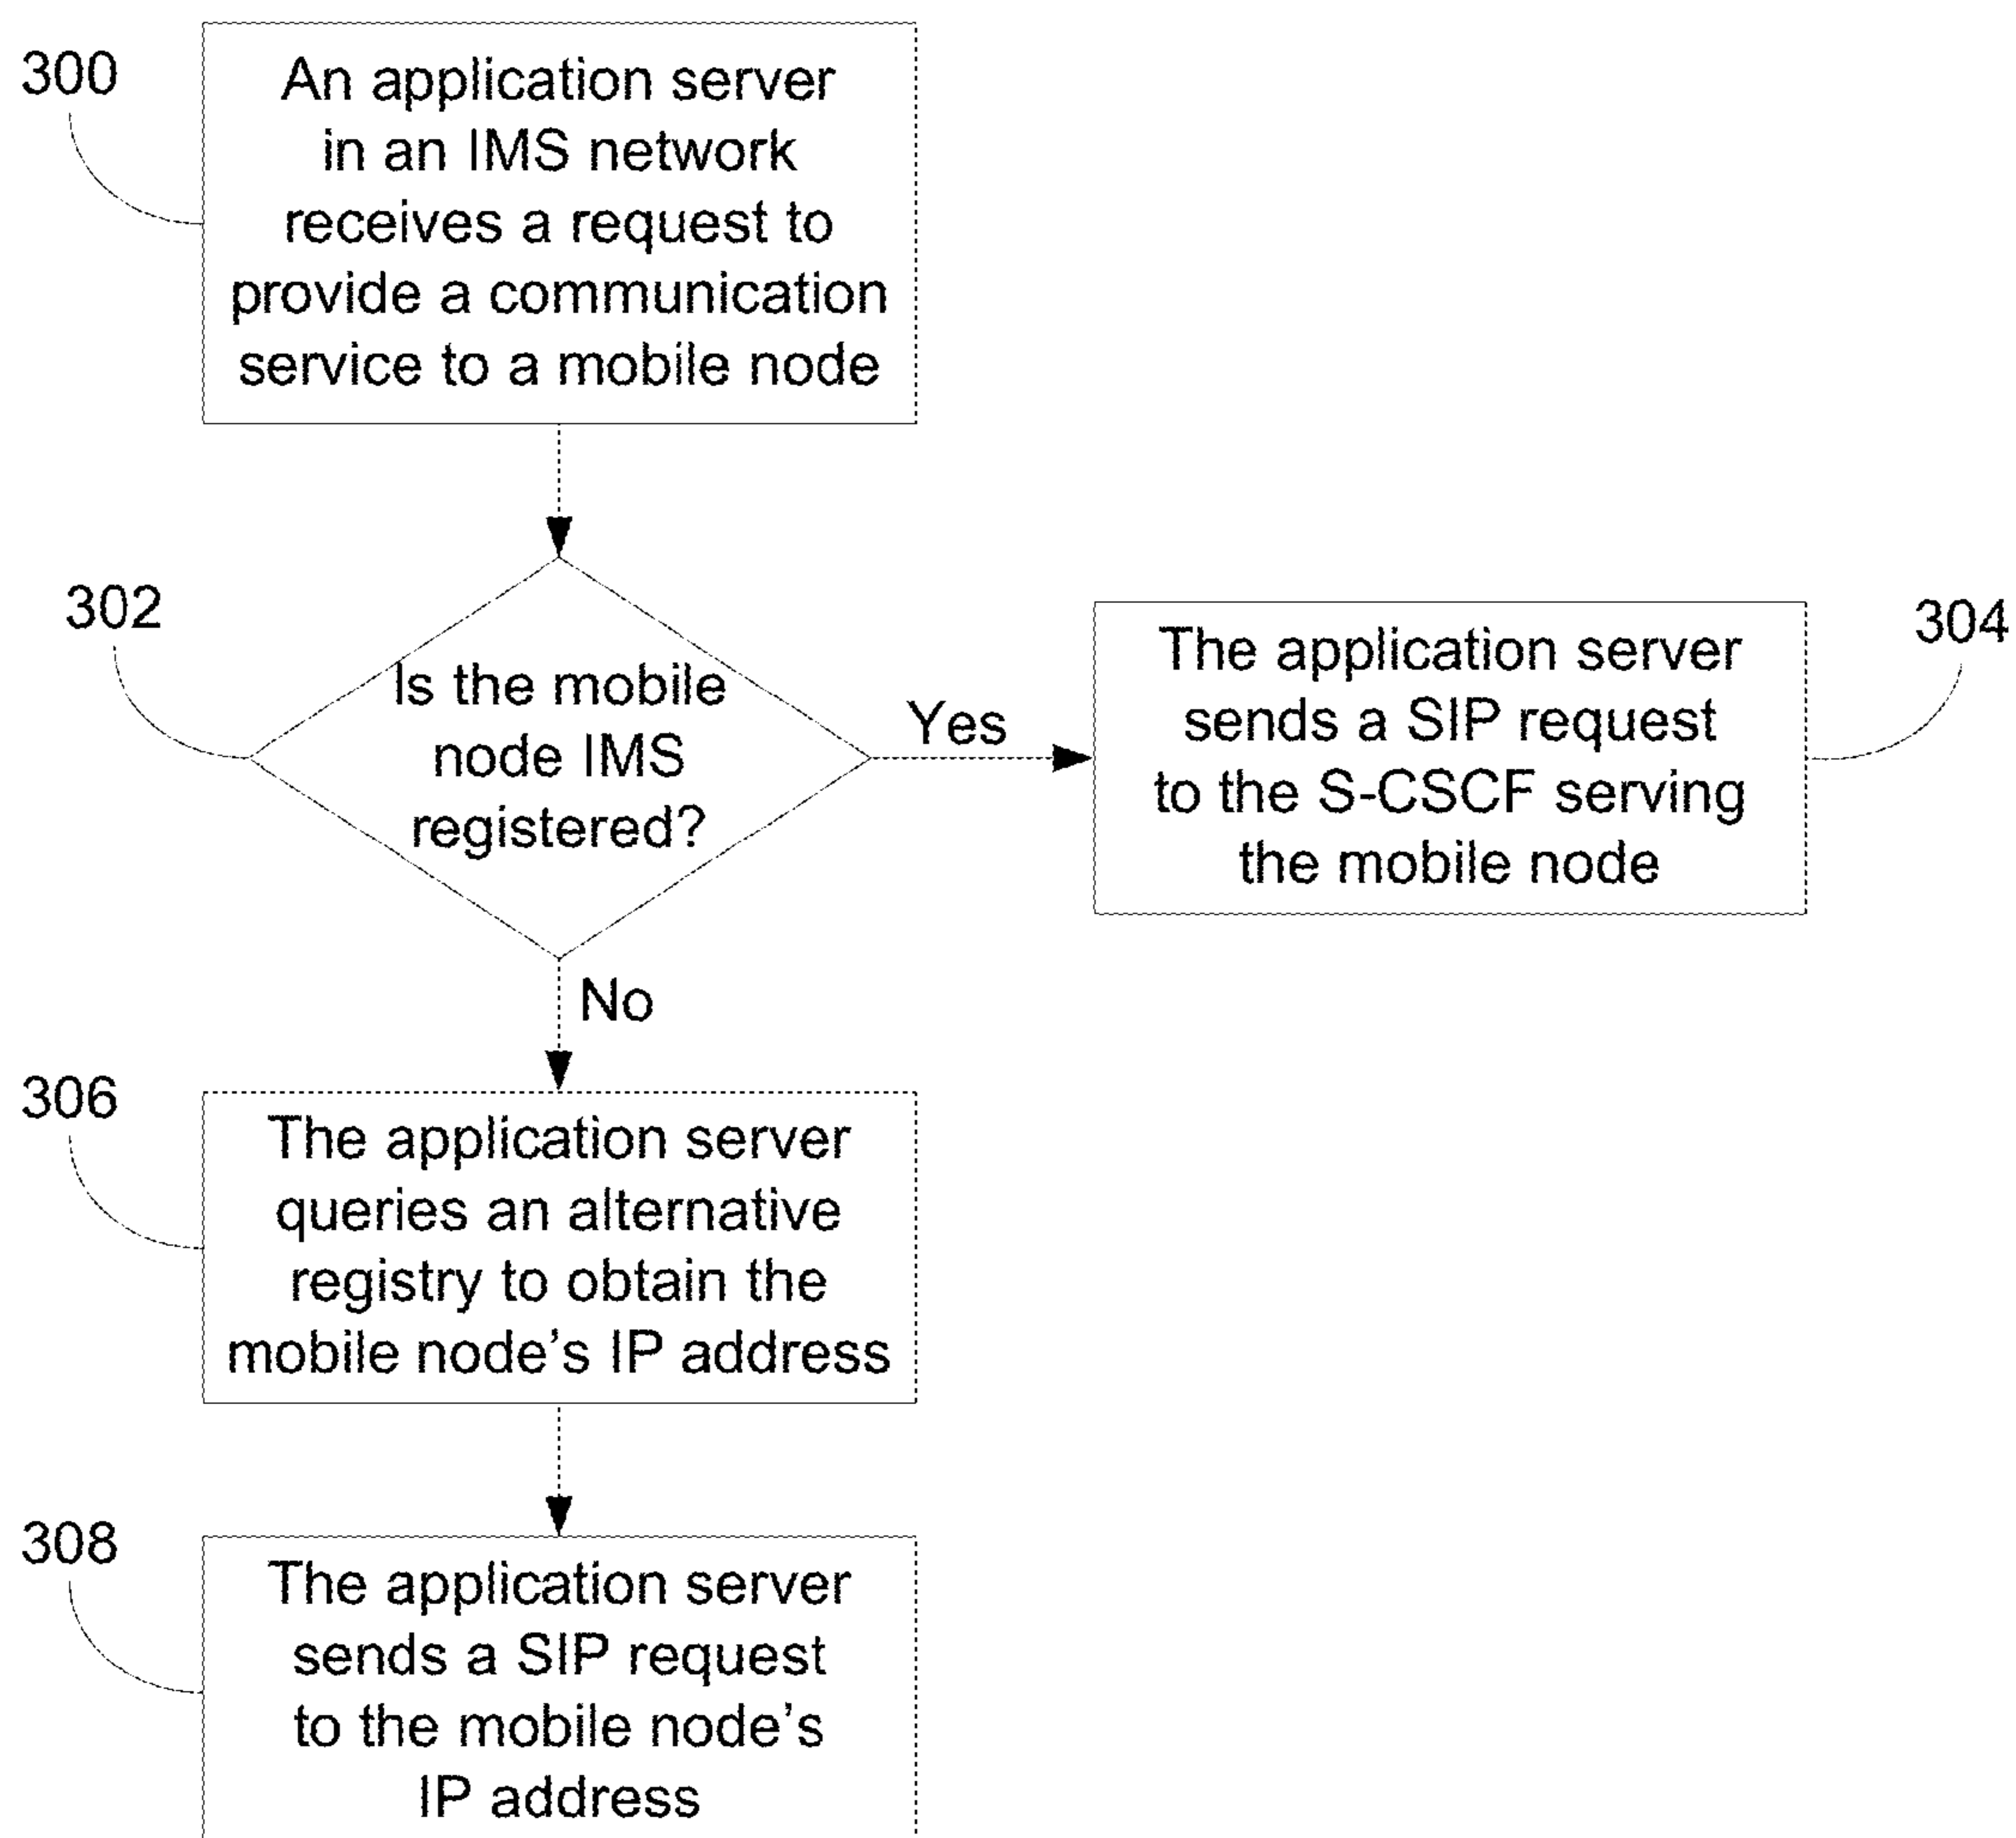 300
An application server
in an IMS network
receives a request to
provide a communication
service to a mobile node
302
Is the mobile
node IMS
registered?
Yes
304
The application server
sends a SIP request
to the S-CSCF serving
the mobile node
No
306
The application server
queries an alternative
registry to obtain the
mobile node's IP address
308
The application server
sends a SIP request
to the mobile node's
IP address